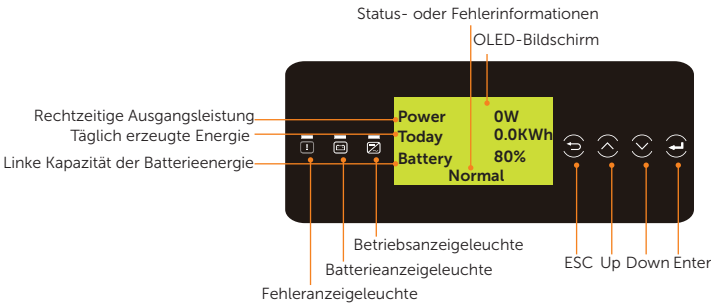 Status- oder Fehlerinformationen
OLED-Bildschirm
Rechtzeitige Ausgangsleistung
Täglich erzeugte Energie
Linke Kapazität der Batterieenergie
Power 0W
Today 0.0KWh
Battery 80%
Normal
Betriebsanzeigeleuchte
Batterieanzeigeleuchte
Fehleranzeigeleuchte
ESC Up Down Enter